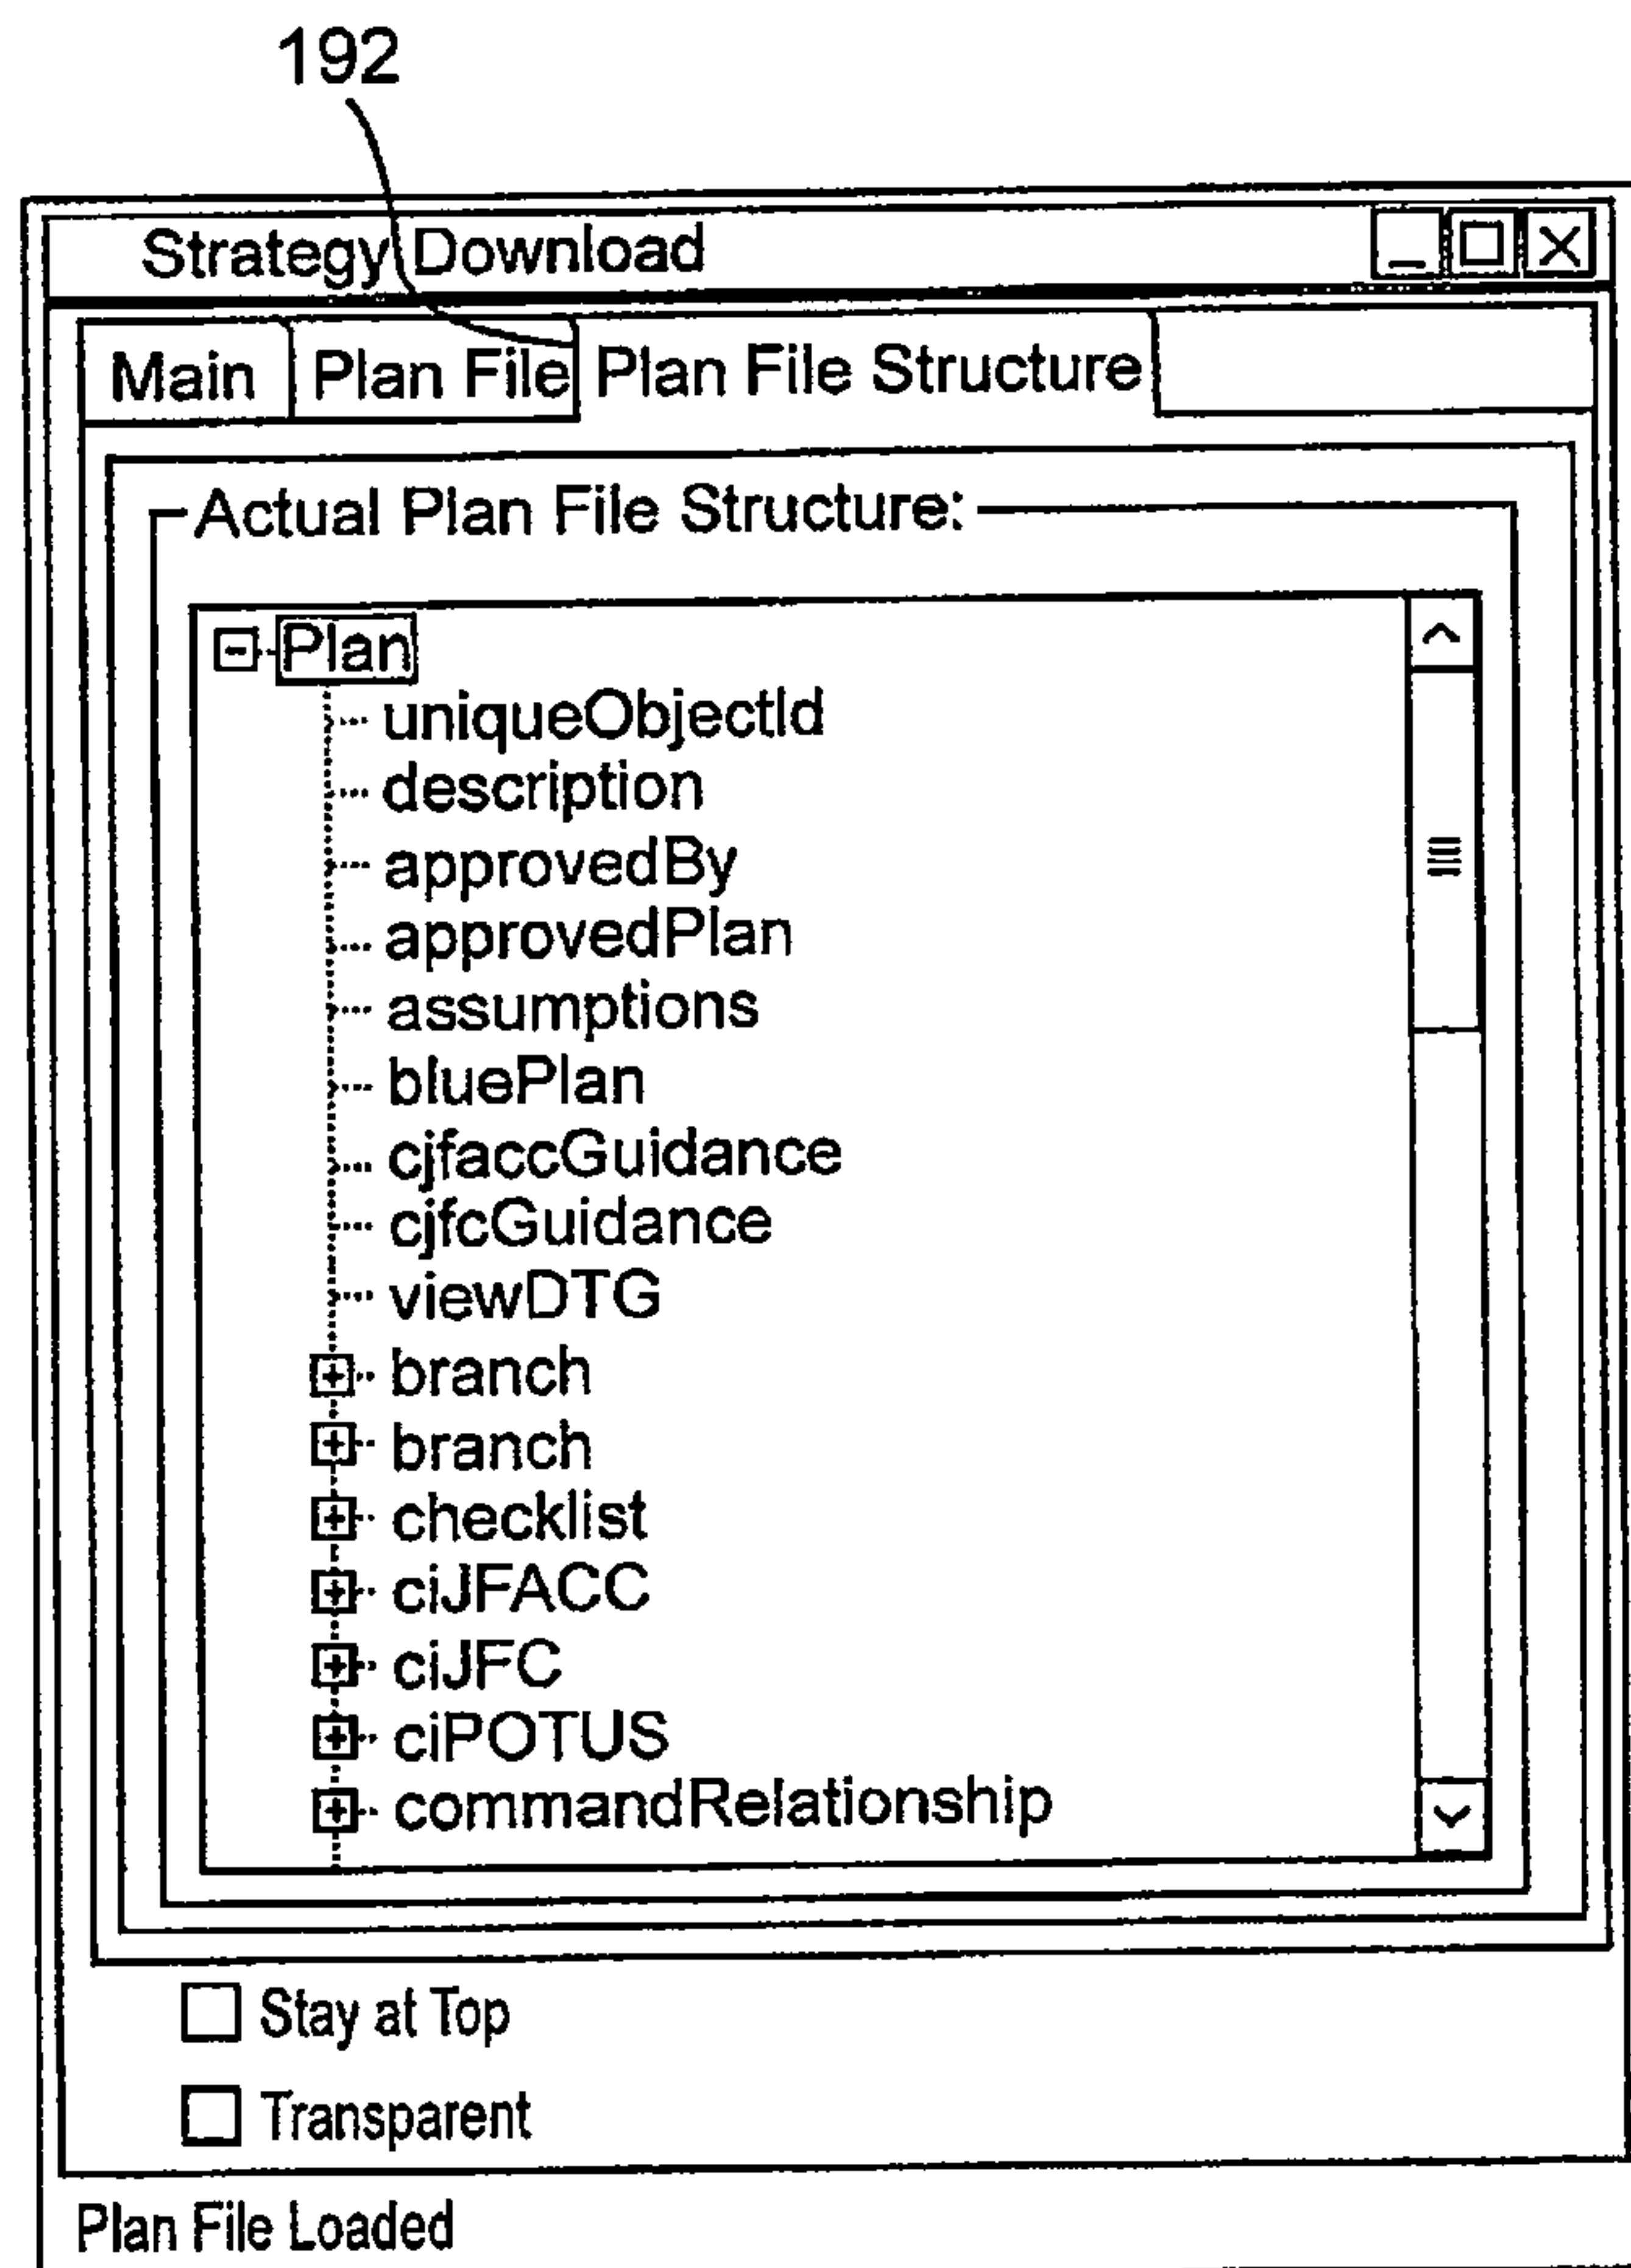 192
Strategy Download
Main Plan File Plan File Structure
Actual Plan File Structure:
Plan
uniqueObjectId
description
approvedBy
approvedPlan
assumptions
bluePlan
cjfaccGuidance
cjfcGuidance
viewDTG
branch
branch
checklist
ciJFACC
ciJFC
ciPOTUS
commandRelationship
Stay at Top
Transparent
Plan File Loaded